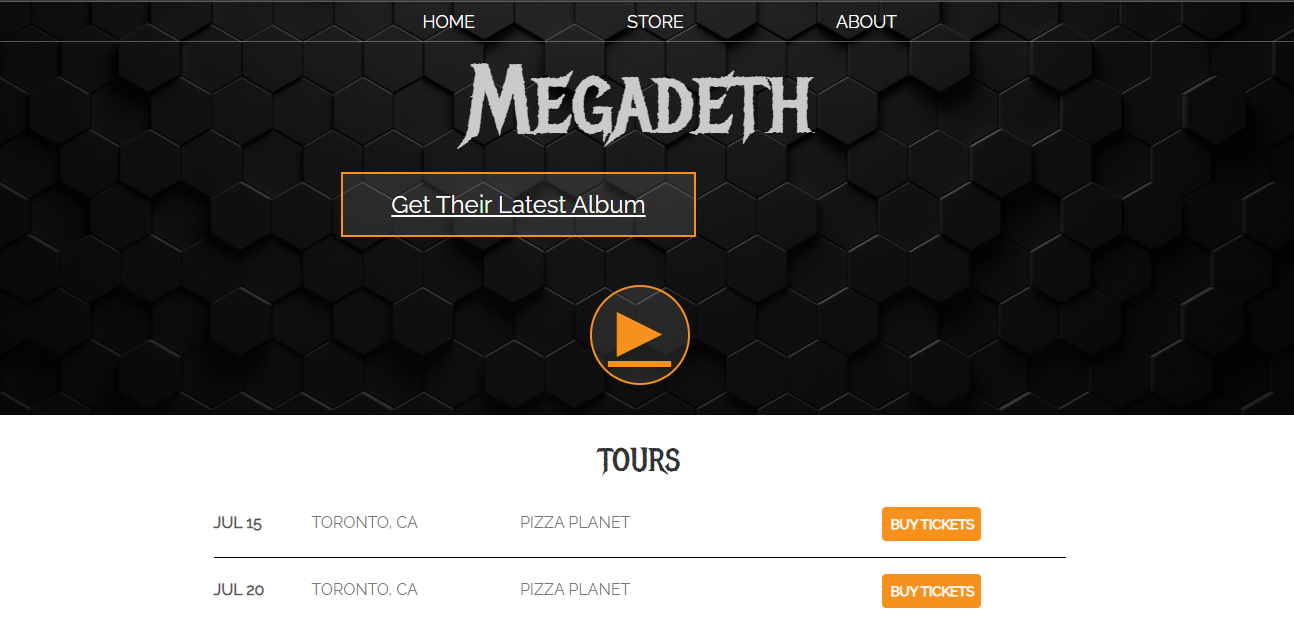 HOME STORE ABOUT
MEGADETH
Get Their Latest Album
TOURS
JUL 15 TORONTO, CA PIZZA PLANET BUY TICKETS
JUL 20 TORONTO, CA PIZZA PLANET BUY TICKETS